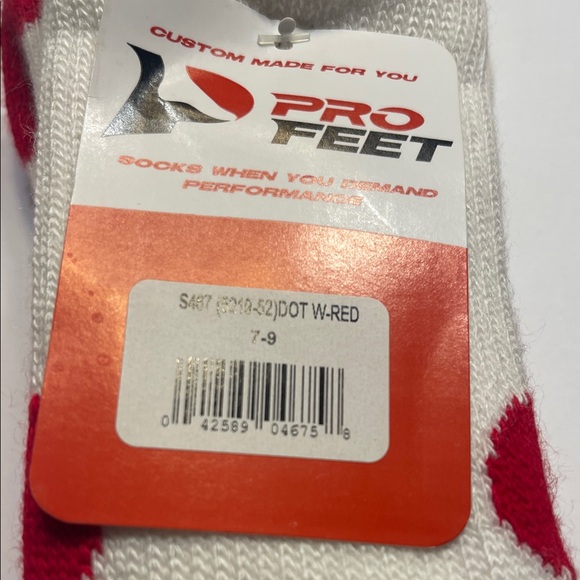 CUSTOM MADE FOR YOU
PRO
FEET
SOCKS WHEN YOU DEMAND
PERFORMANCE
DOT W-RED
7-9
0 42589 04675 8